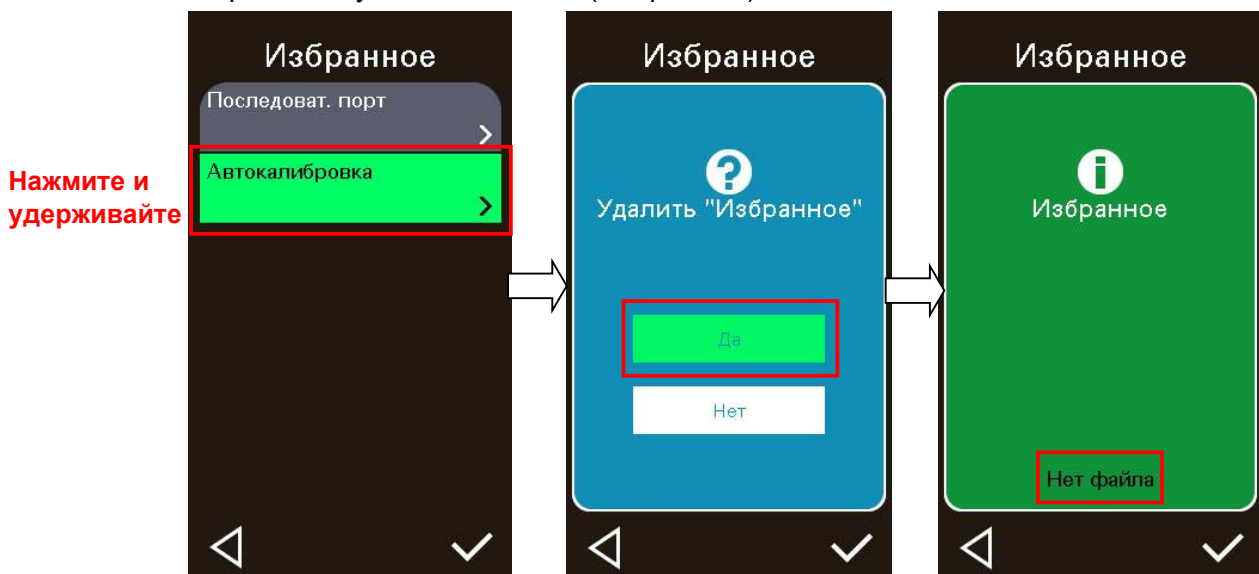 Избранное
Последоват. порт
Автокалибровка
Нажмите и
удерживайте
Избранное
?
Удалить "Избранное"
Да
Нет
Избранное
i
Избранное
Нет файла